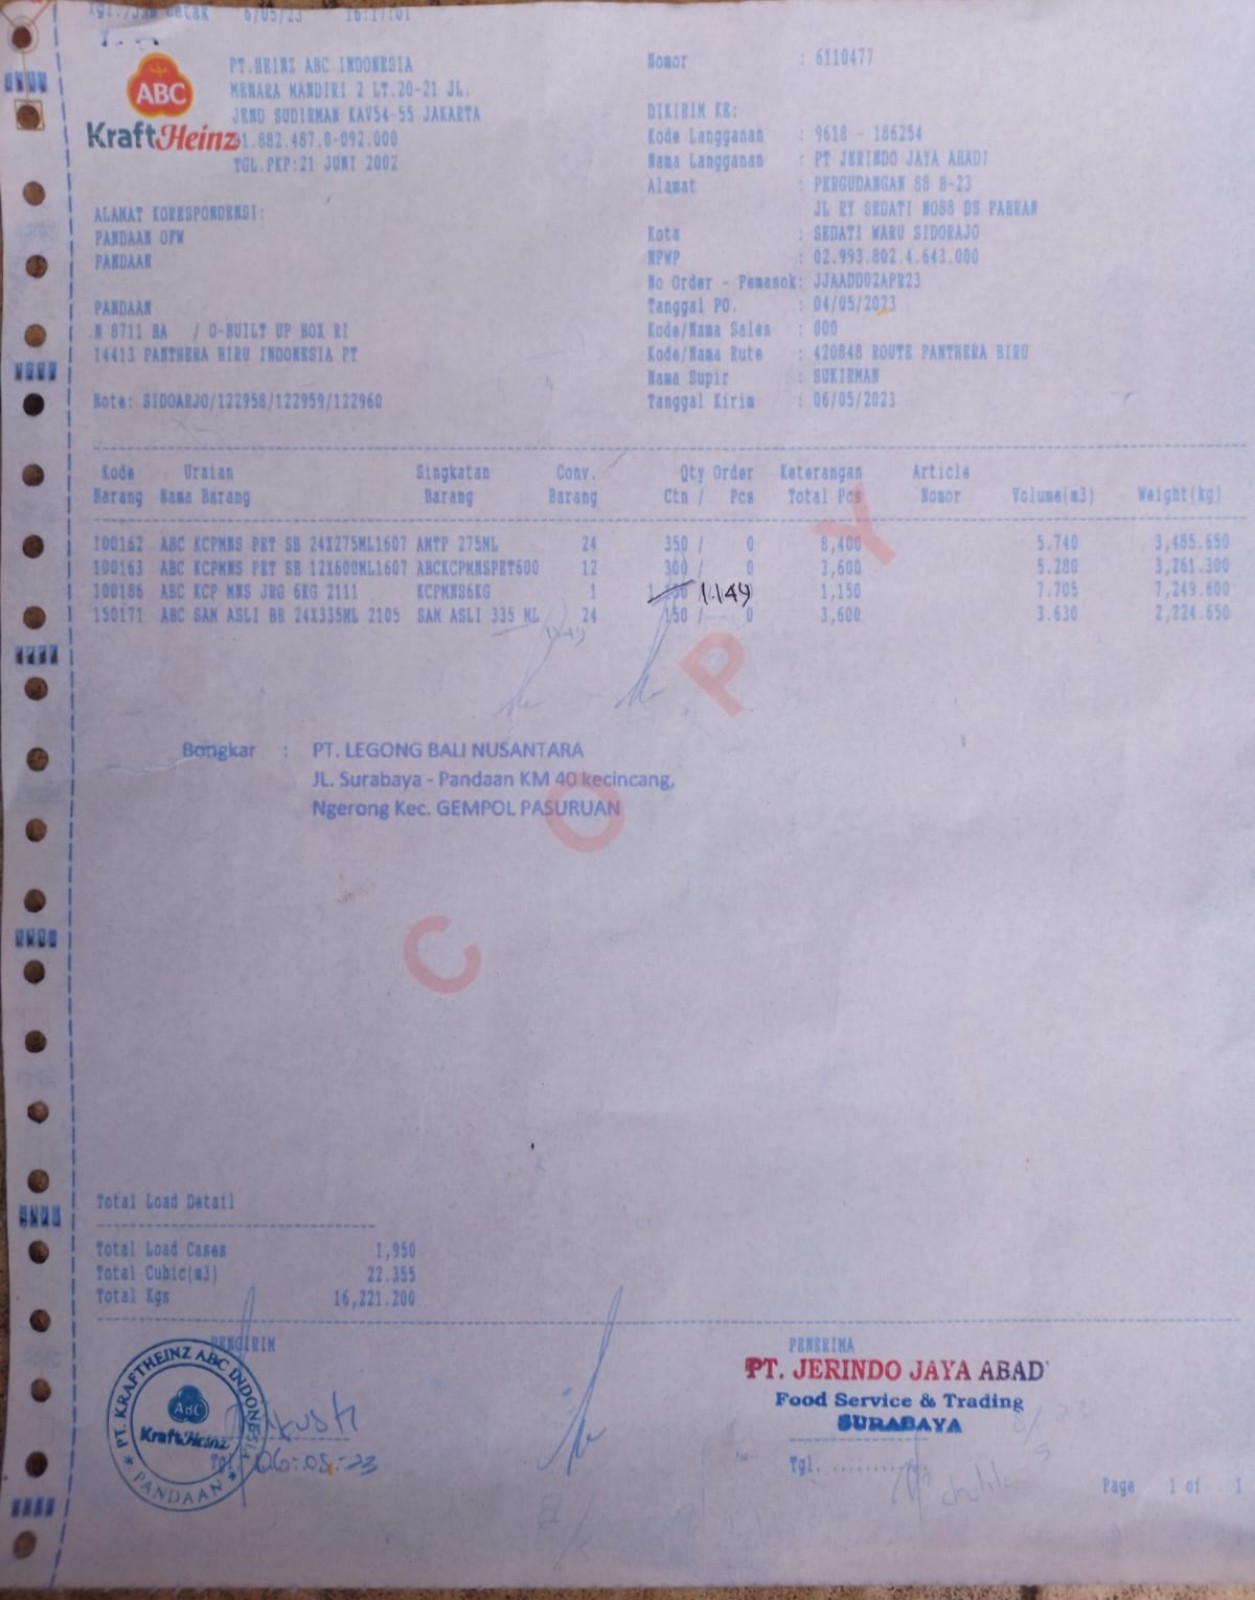 Tgl./Jam Cetak 6/05/23 16:17:01
ABC
KraftHeinz
PT.HEINZ ABC INDONESIA
MENARA MANDIRI 2 LT.20-21 JL.
JEND SUDIRMAN KAV54-55 JAKARTA
01.882.487.0-092.000
TGL.PKP:21 JUNI 2002
Nomor : 6110477
DIKIRIM KE:
Kode Langganan : 9618 - 186254
Nama Langganan : PT JERINDO JAYA ABADI
Alamat : PERGUDANGAN 88 B-23
JL RY SEDATI NO88 DS PABEAN
Kota : SEDATI WARU SIDORAJO
NPWP : 02.993.802.4.643.000
No Order - Pemasok: JJAADD02APR23
Tanggal PO. : 04/05/2023
Kode/Nama Sales : 000
Kode/Nama Rute : 420848 ROUTE PANTHERA BIRU
Nama Supir : SUKIRMAN
Tanggal Kirim : 06/05/2023
ALAMAT KORESPONDENSI:
PANDAAN OFW
PANDAAN
PANDAAN
N 8711 BA / 0-BUILT UP BOX RI
14413 PANTHERA BIRU INDONESIA PT
Note: SIDOARJO/122958/122959/122960
Kode Uraian Singkatan Conv. Qty Order Keterangan Article
Barang Nama Barang Barang Barang Ctn / Pcs Total Pcs Nomor Volume(m3) Weight(kg)
100162 ABC KCPMNS PET SB 24X275ML1607 AMTP 275ML 24 350 / 0 8,400 5.740 3,485.650
100163 ABC KCPMNS PET SB 12X600ML1607 ABCKCPMNSPET600 12 300 / 0 3,600 5.280 3,261.300
100186 ABC KCP MNS JRG 6KG 2111 KCPMNS6KG 1 1.149 1,150 7.705 7,249.600
150171 ABC SAM ASLI BB 24X335ML 2105 SAM ASLI 335 ML 24 150 / 0 3,600 3.630 2,224.650
Bongkar : PT. LEGONG BALI NUSANTARA
JL. Surabaya - Pandaan KM 40 kecincang,
Ngerong Kec. GEMPOL PASURUAN
COPY
Total Load Detail
Total Load Cases 1,950
Total Cubic(m3) 22.355
Total Kgs 16,221.200
PENGIRIM
PT. KRAFTHEINZ ABC INDONESIA
ABC
KraftHeinz
* PANDAAN *
Tgl. 06.05.23
PENERIMA
PT. JERINDO JAYA ABADI
Food Service & Trading
SURABAYA
Tgl. ..........
Page 1 of 1